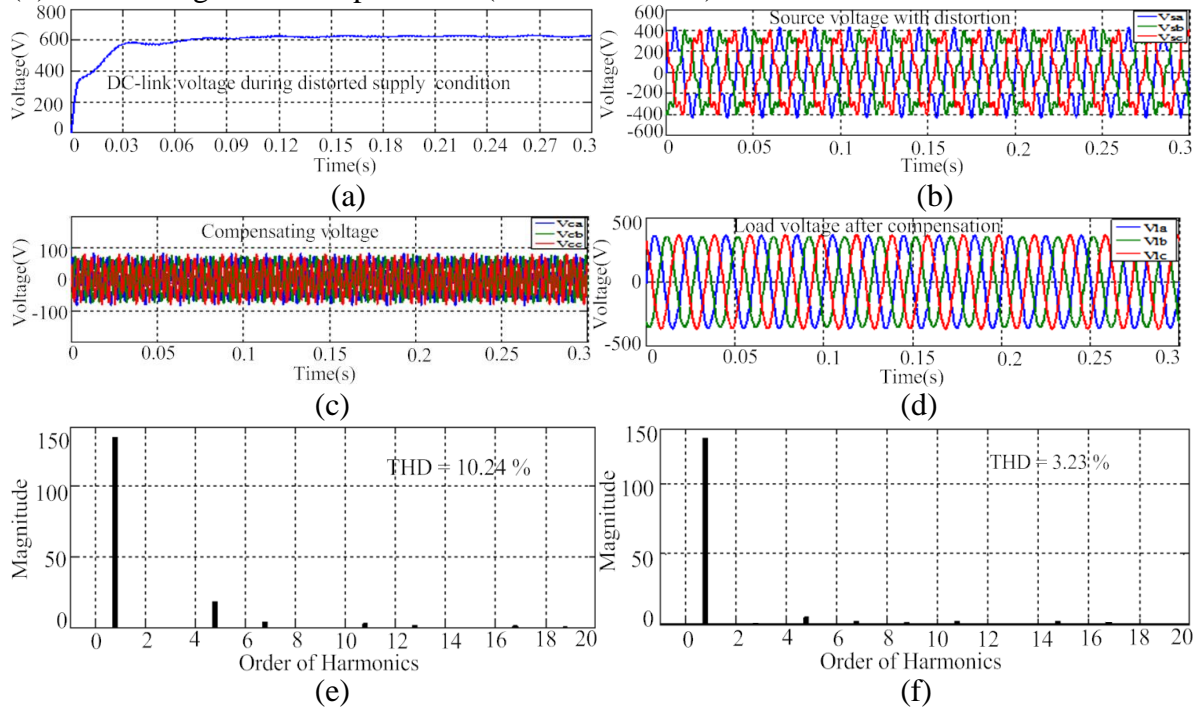 800
600
400
200
0
Voltage(V)
DC-link voltage during distorted supply condition
0 0.03 0.06 0.09 0.12 0.15 0.18 0.21 0.24 0.27 0.3
Time(s)
(a)
600
400
200
0
-200
-400
-600
Voltage(V)
Source voltage with distortion
Vsa
Vsb
Vsc
0 0.05 0.1 0.15 0.2 0.25 0.3
Time(s)
(b)
100
0
-100
Voltage(V)
Compensating voltage
Vca
Vcb
Vcc
0 0.05 0.1 0.15 0.2 0.25 0.3
Time(s)
(c)
500
0
-500
Voltage(V)
Load voltage after compensation
Vla
Vlb
Vlc
0 0.05 0.1 0.15 0.2 0.25 0.3
Time(s)
(d)
150
100
50
0
Magnitude
THD = 10.24 %
0 2 4 6 8 10 12 14 16 18 20
Order of Harmonics
(e)
150
100
50
0
Magnitude
THD = 3.23 %
0 2 4 6 8 10 12 14 16 18 20
Order of Harmonics
(f)